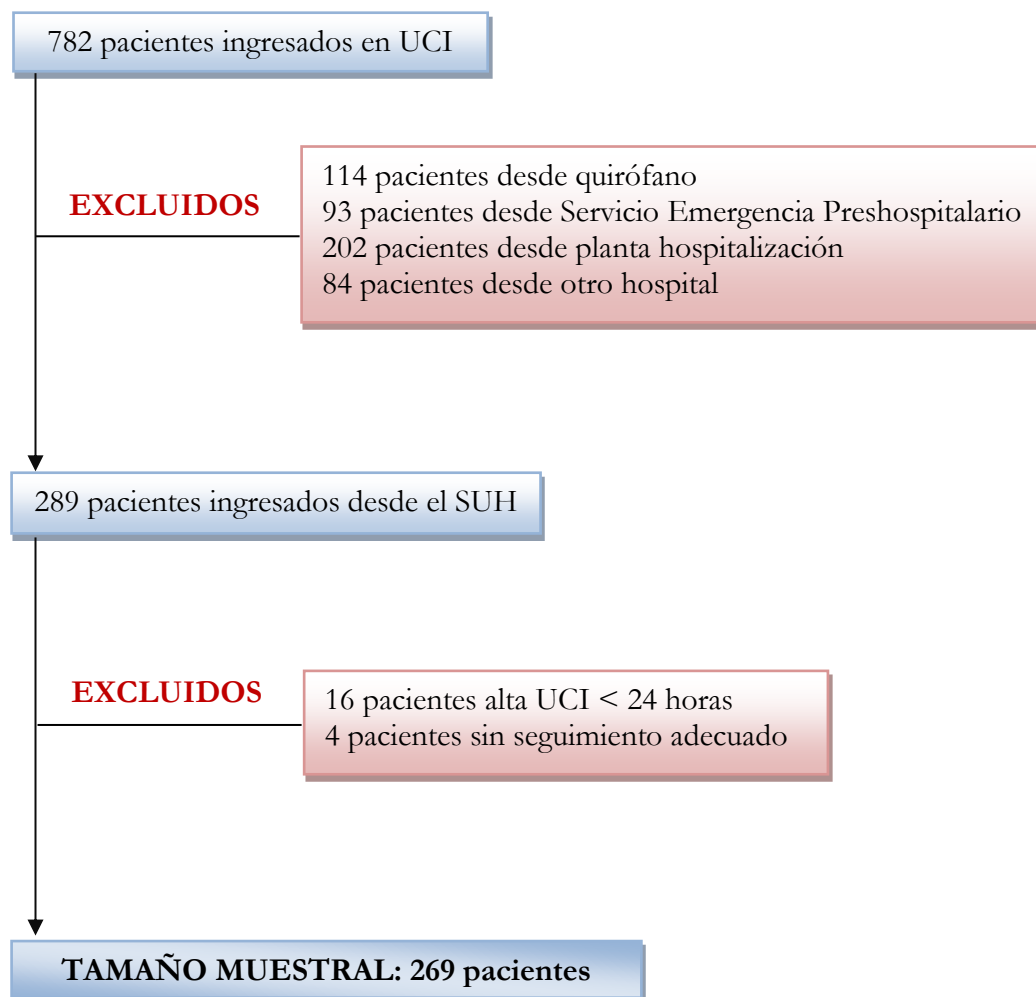 782 pacientes ingresados en UCI
EXCLUIDOS
114 pacientes desde quirófano
93 pacientes desde Servicio Emergencia Preshospitalario
202 pacientes desde planta hospitalización
84 pacientes desde otro hospital
289 pacientes ingresados desde el SUH
EXCLUIDOS
16 pacientes alta UCI < 24 horas
4 pacientes sin seguimiento adecuado
TAMAÑO MUESTRAL: 269 pacientes